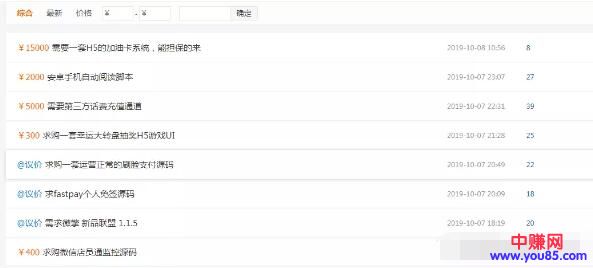 综合 最新 价格 ¥ - ¥ 确定
¥15000 需要一套H5的加油卡系统，能担保的来 2019-10-08 10:56 8
¥2000 安卓手机自动阅读脚本 2019-10-07 23:07 27
¥5000 需要第三方话费充值通道 2019-10-07 22:31 39
¥300 求购一套幸运大转盘抽奖H5游戏UI 2019-10-07 21:28 25
@议价 求购一套运营正常的刷脸支付源码 2019-10-07 20:49 22
@议价 求fastpay个人免签源码 2019-10-07 20:09 18
@议价 需求微擎 新品联盟 1.1.5 2019-10-07 18:19 20
¥400 求购微信店员通监控源码
中赚网
www.you85.com